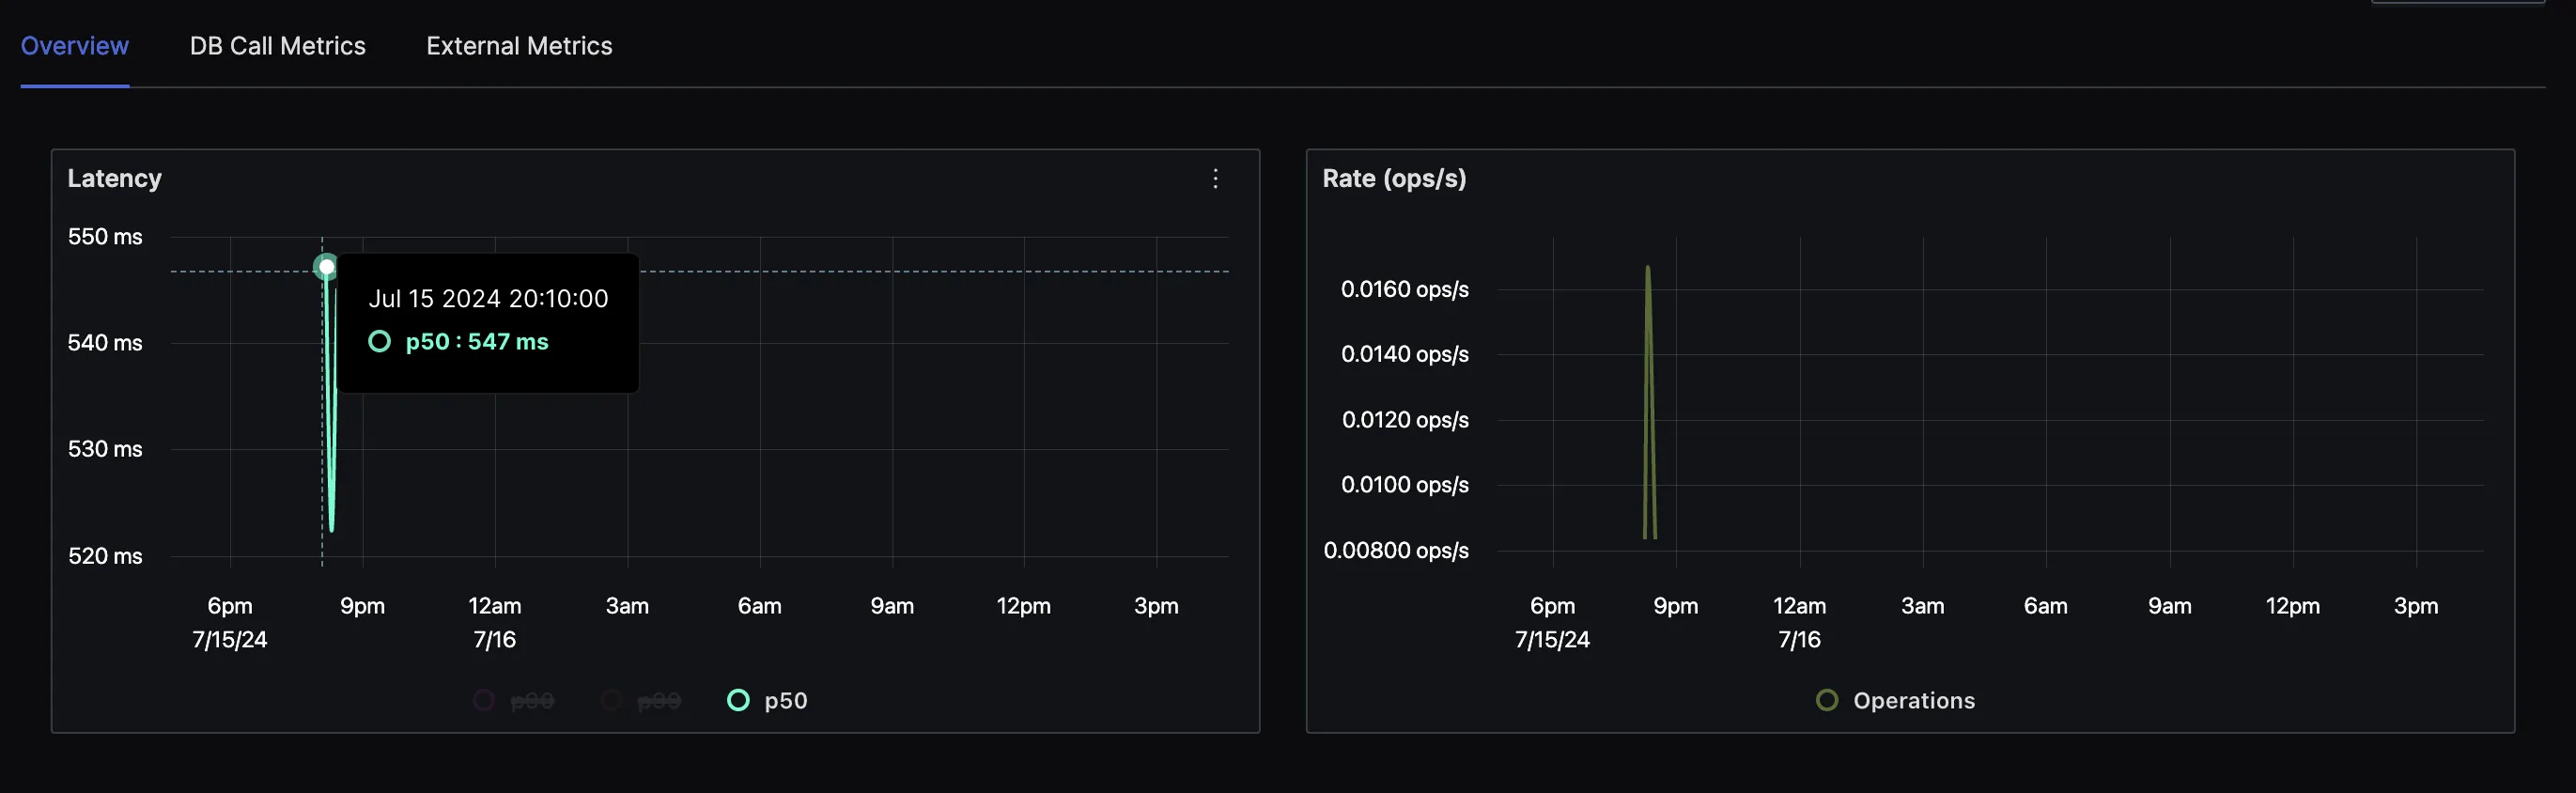 Overview DB Call Metrics External Metrics
Latency
550 ms
540 ms
530 ms
520 ms
Jul 15 2024 20:10:00
p50 : 547 ms
6pm 9pm 12am 3am 6am 9am 12pm 3pm
7/15/24 7/16
p90 p99 p50
Rate (ops/s)
0.0160 ops/s
0.0140 ops/s
0.0120 ops/s
0.0100 ops/s
0.00800 ops/s
6pm 9pm 12am 3am 6am 9am 12pm 3pm
7/15/24 7/16
Operations